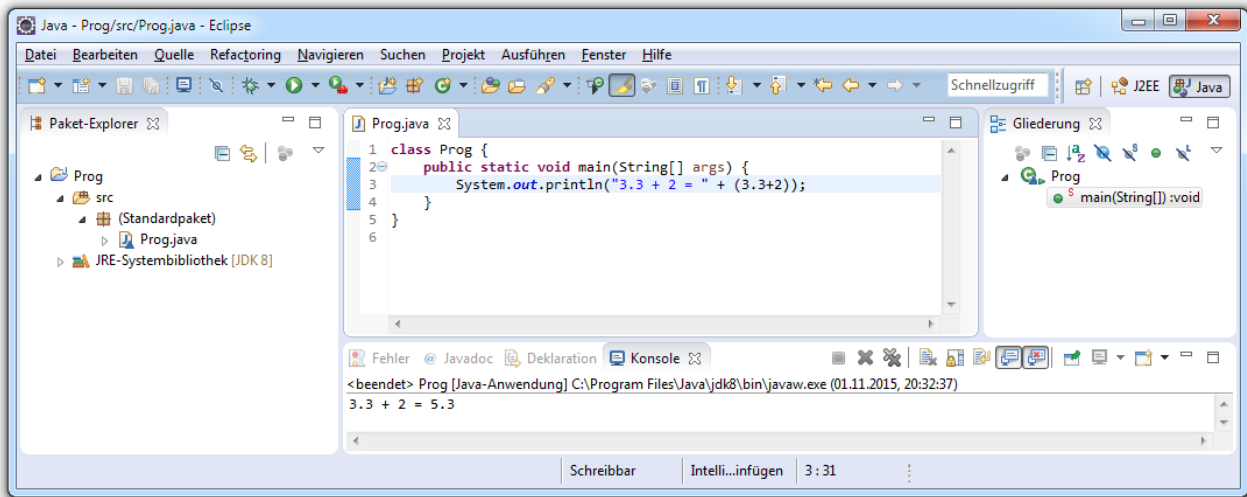 Java - Prog/src/Prog.java - Eclipse
Datei Bearbeiten Quelle Refactoring Navigieren Suchen Projekt Ausführen Fenster Hilfe
Schnellzugriff J2EE Java
Paket-Explorer
Prog
src
(Standardpaket)
Prog.java
JRE-Systembibliothek [JDK 8]
Prog.java
1 class Prog {
2 public static void main(String[] args) {
3 System.out.println("3.3 + 2 = " + (3.3+2));
4 }
5 }
6
Gliederung
Prog
main(String[]) :void
Fehler Javadoc Deklaration Konsole
<beendet> Prog [Java-Anwendung] C:\Program Files\Java\jdk8\bin\javaw.exe (01.11.2015, 20:32:37)
3.3 + 2 = 5.3
Schreibbar Intelli...infügen 3 : 31